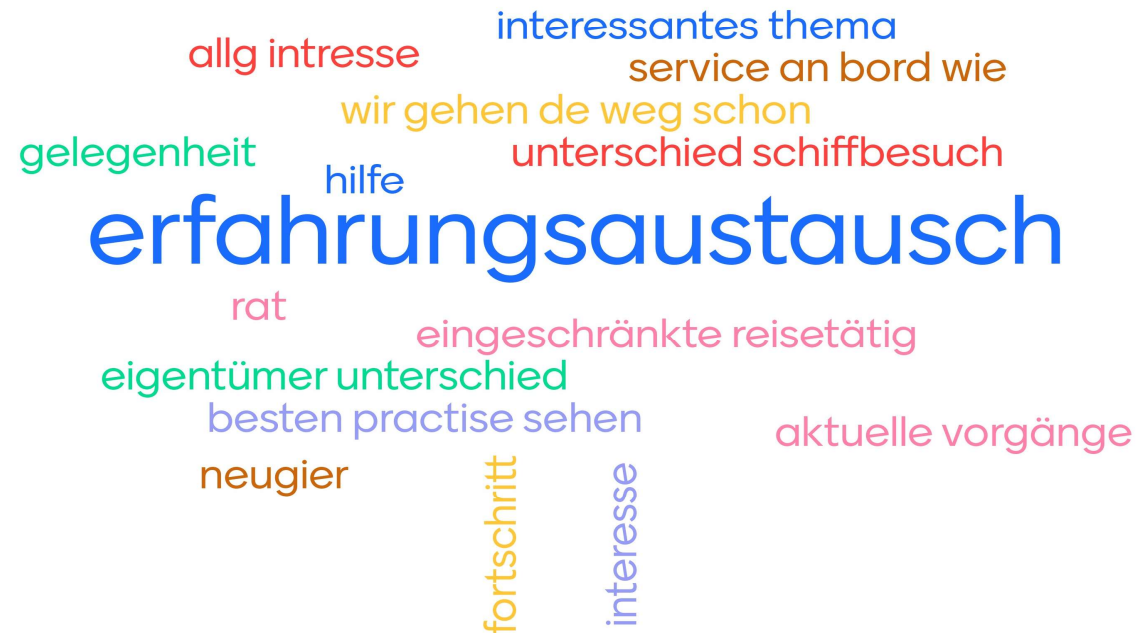 interessantes thema
allg intresse
service an bord wie
wir gehen de weg schon
gelegenheit
unterschied schiffbesuch
hilfe
erfahrungsaustausch
rat
eingeschränkte reisetätig
eigentümer unterschied
besten practise sehen
aktuelle vorgänge
neugier
fortschritt
interesse